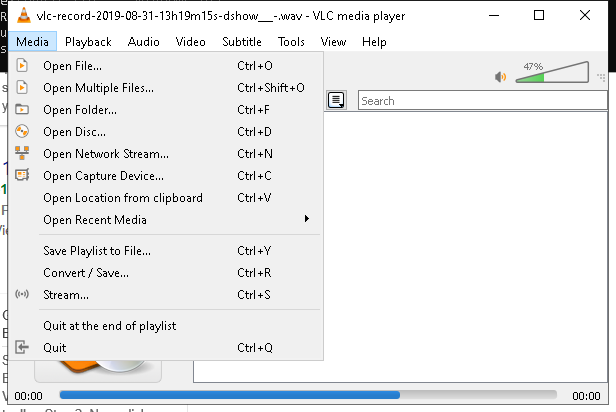 vlc-record-2019-08-31-13h19m15s-dshow___-.wav - VLC media player
Media Playback Audio Video Subtitle Tools View Help
Open File... Ctrl+O
47%
Open Multiple Files... Ctrl+Shift+O
Search
Open Folder... Ctrl+F
Open Disc... Ctrl+D
Open Network Stream... Ctrl+N
Open Capture Device... Ctrl+C
Open Location from clipboard Ctrl+V
Open Recent Media
Save Playlist to File... Ctrl+Y
Convert / Save... Ctrl+R
Stream... Ctrl+S
Quit at the end of playlist
Quit Ctrl+Q
00:00 00:00